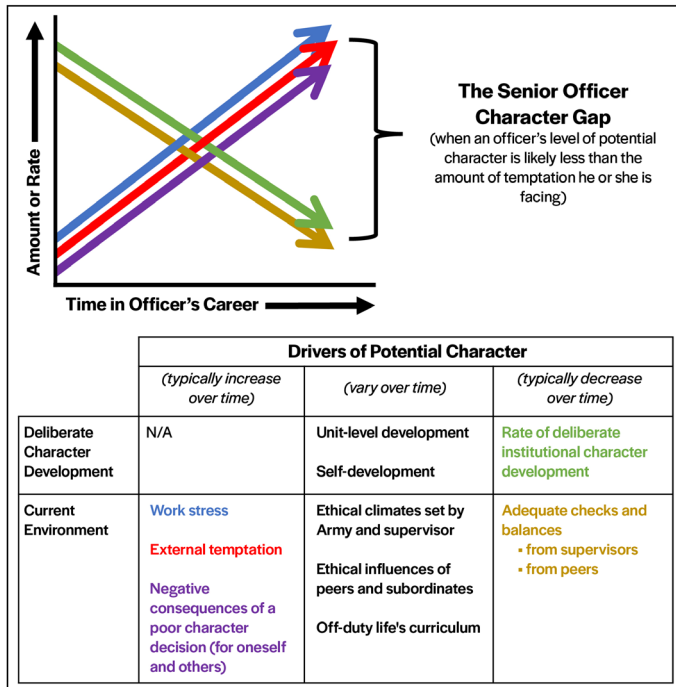 Amount or Rate
The Senior Officer
Character Gap
(when an officer's level of potential
character is likely less than the
amount of temptation he or she is
facing)
Time in Officer's Career
Drivers of Potential Character
(typically increase
over time)
(vary over time)
(typically decrease
over time)
Deliberate
Character
Development
N/A
Unit-level development
Self-development
Rate of deliberate
institutional character
development
Current
Environment
Work stress
External temptation
Negative
consequences of a
poor character
decision (for oneself
and others)
Ethical climates set by
Army and supervisor
Ethical influences of
peers and subordinates
Off-duty life's curriculum
Adequate checks and
balances
▪ from supervisors
▪ from peers